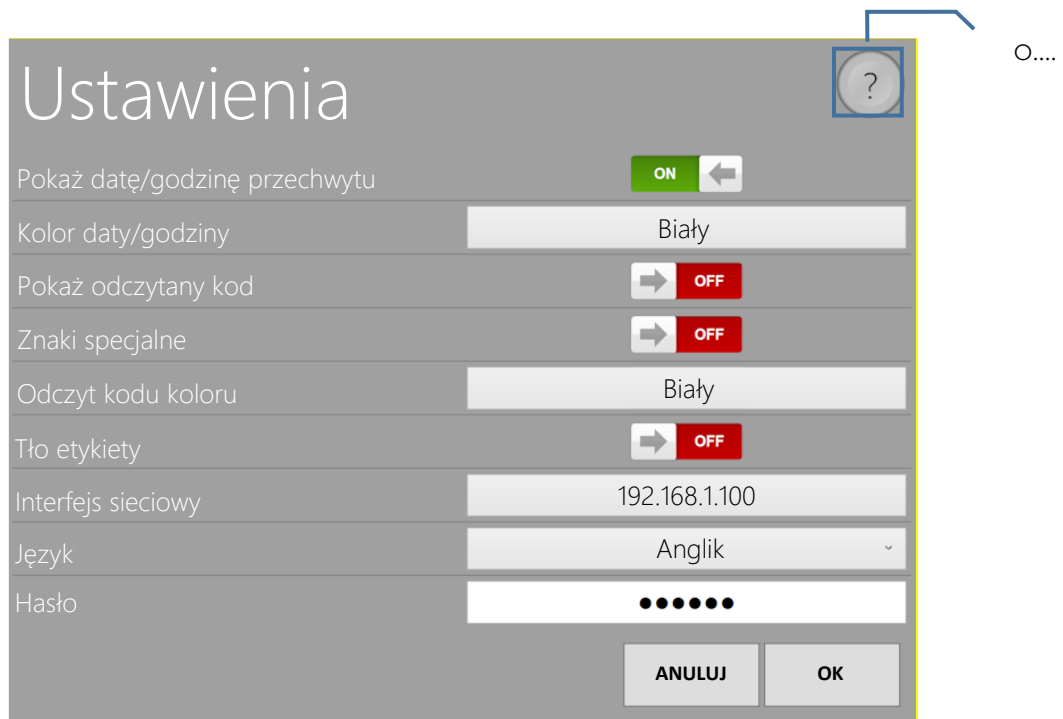 O....
Ustawienia ?
Pokaż datę/godzinę przechwytu ON
Kolor daty/godziny Biały
Pokaż odczytany kod OFF
Znaki specjalne OFF
Odczyt kodu koloru Biały
Tło etykiety OFF
Interfejs sieciowy 192.168.1.100
Język Anglik
Hasło ●●●●●●
ANULUJ OK